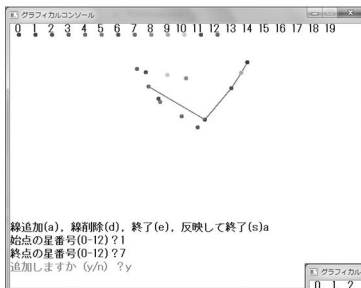 グラフィカルコンソール
0 1 2 3 4 5 6 7 8 9 10 11 12 13 14 15 16 17 18 19
線追加(a), 線削除(d), 終了(e), 反映して終了(s)a
始点の星番号(0-12)?1
終点の星番号(0-12)?7
追加しますか (y/n) ?y
グラフィカ
0 1 2